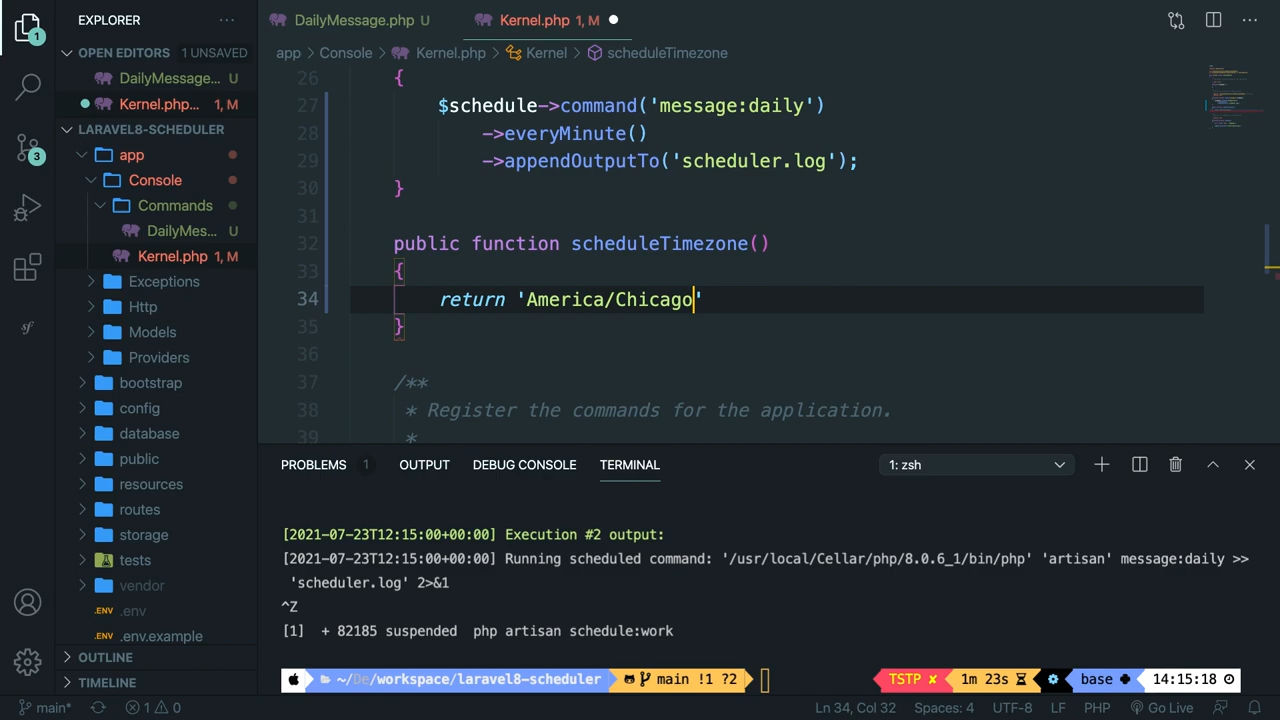 EXPLORER
DailyMessage.php U
Kernel.php 1, M
OPEN EDITORS 1 UNSAVED
app > Console > Kernel.php > Kernel > scheduleTimezone
DailyMessage... U
Kernel.php... 1, M
LARAVEL8-SCHEDULER
app
Console
Commands
DailyMes... U
Kernel.php 1, M
Exceptions
Http
Models
Providers
bootstrap
config
database
public
resources
routes
storage
tests
vendor
.ENV .env
.ENV .env.example
OUTLINE
TIMELINE
1
3
26 {
27 $schedule->command('message:daily')
28 ->everyMinute()
29 ->appendOutputTo('scheduler.log');
30 }
31
32 public function scheduleTimezone()
33 {
34 return 'America/Chicago'
35 }
36
37 /**
38 * Register the commands for the application.
39 *
PROBLEMS 1 OUTPUT DEBUG CONSOLE TERMINAL 1: zsh
[2021-07-23T12:15:00+00:00] Execution #2 output:
[2021-07-23T12:15:00+00:00] Running scheduled command: '/usr/local/Cellar/php/8.0.6_1/bin/php' 'artisan' message:daily >>
'scheduler.log' 2>&1
^Z
[1] + 82185 suspended php artisan schedule:work
~/De/workspace/laravel8-scheduler main !1 ?2 TSTP ✘ 1m 23s base 14:15:18
main* 1 0 Ln 34, Col 32 Spaces: 4 UTF-8 LF PHP Go Live